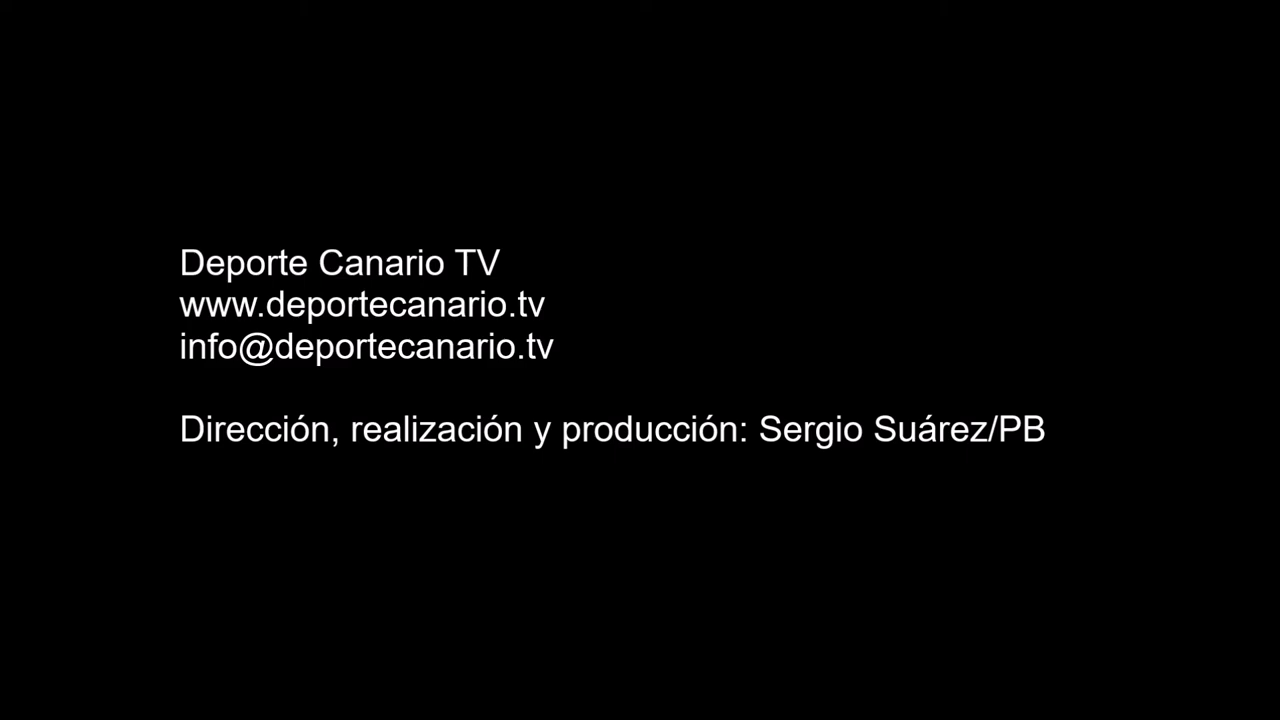 Deporte Canario TV
www.deportecanario.tv
info@deportecanario.tv
Dirección, realización y producción: Sergio Suárez/PB